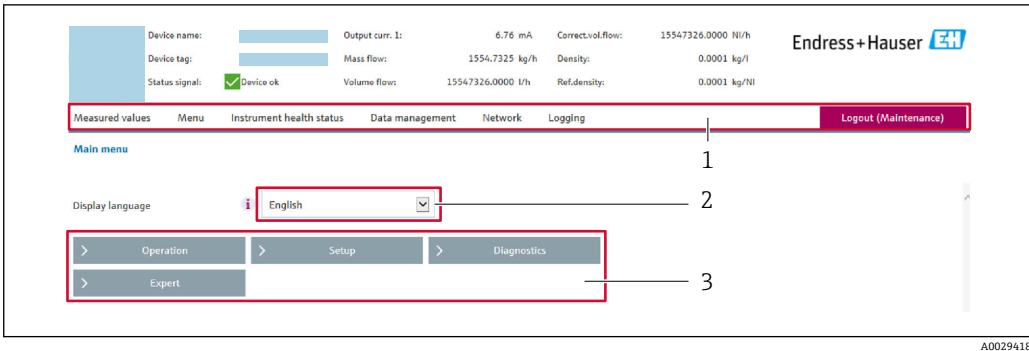 Device name: Output curr. 1: 6.76 mA Correct.vol.flow: 15547326.0000 Nl/h
Endress+Hauser EH
Device tag: Mass flow: 1554.7325 kg/h Density: 0.0001 kg/l
Status signal: Device ok Volume flow: 15547326.0000 l/h Ref.density: 0.0001 kg/Nl
Measured values Menu Instrument health status Data management Network Logging Logout (Maintenance)
1
Main menu
Display language i English 2
> Operation > Setup > Diagnostics
> Expert 3
A0029418